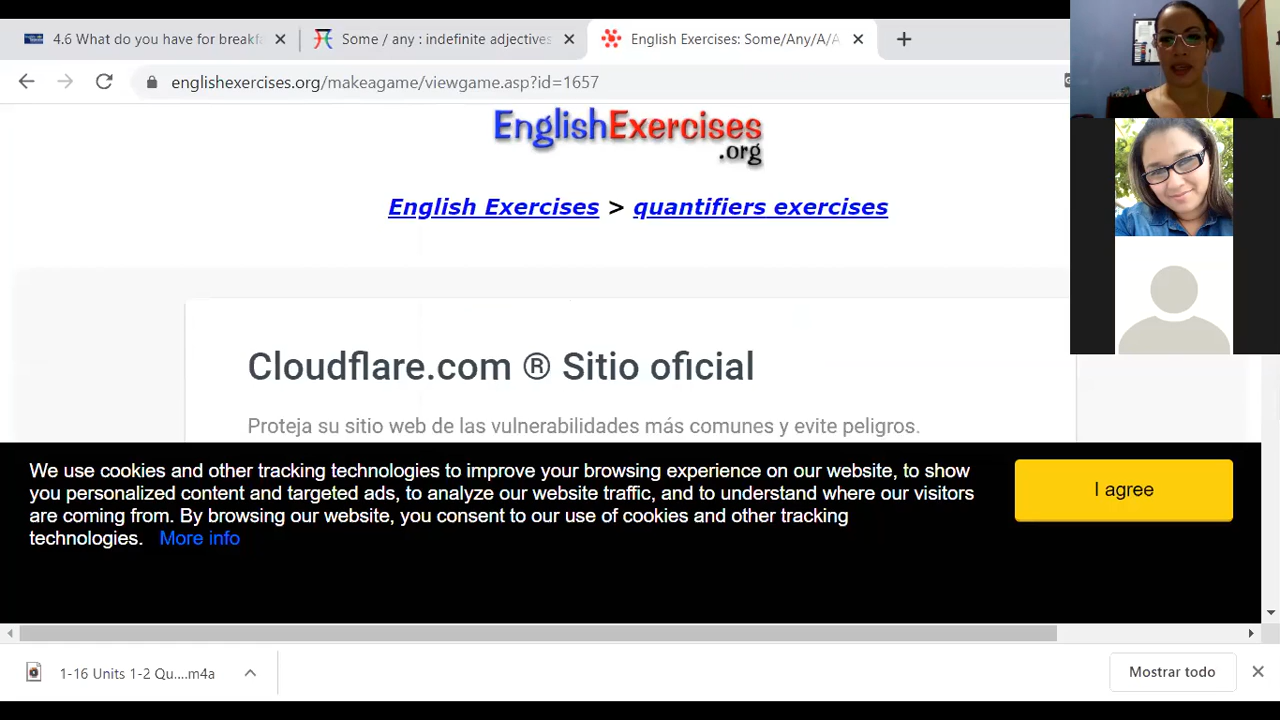 4.6 What do you have for breakfa
Some / any : indefinite adjectives
English Exercises: Some/Any/A/A
englishexercises.org/makeagame/viewgame.asp?id=1657
EnglishExercises
.org
English Exercises > quantifiers exercises
Cloudflare.com ® Sitio oficial
Proteja su sitio web de las vulnerabilidades más comunes y evite peligros.
We use cookies and other tracking technologies to improve your browsing experience on our website, to show
you personalized content and targeted ads, to analyze our website traffic, and to understand where our visitors
are coming from. By browsing our website, you consent to our use of cookies and other tracking
technologies. More info
I agree
1-16 Units 1-2 Qu....m4a
Mostrar todo